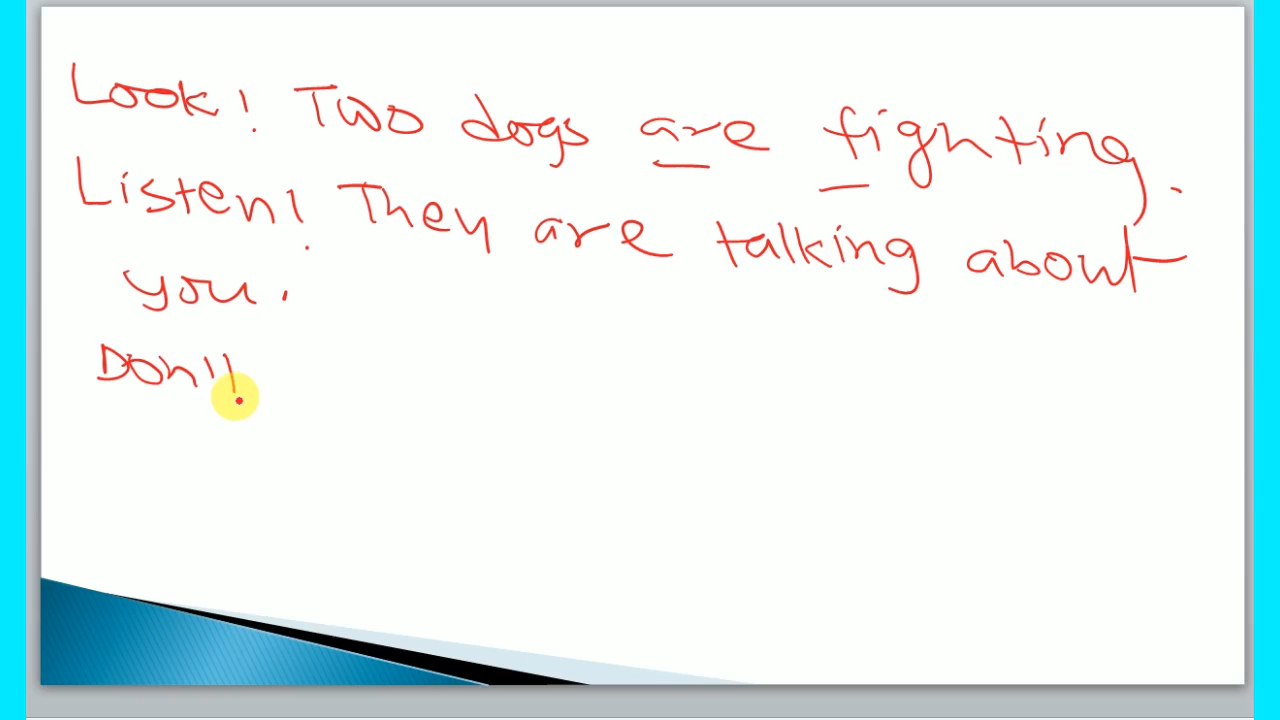 Look! Two dogs are fighting.
Listen! They are talking about
you.
Don'